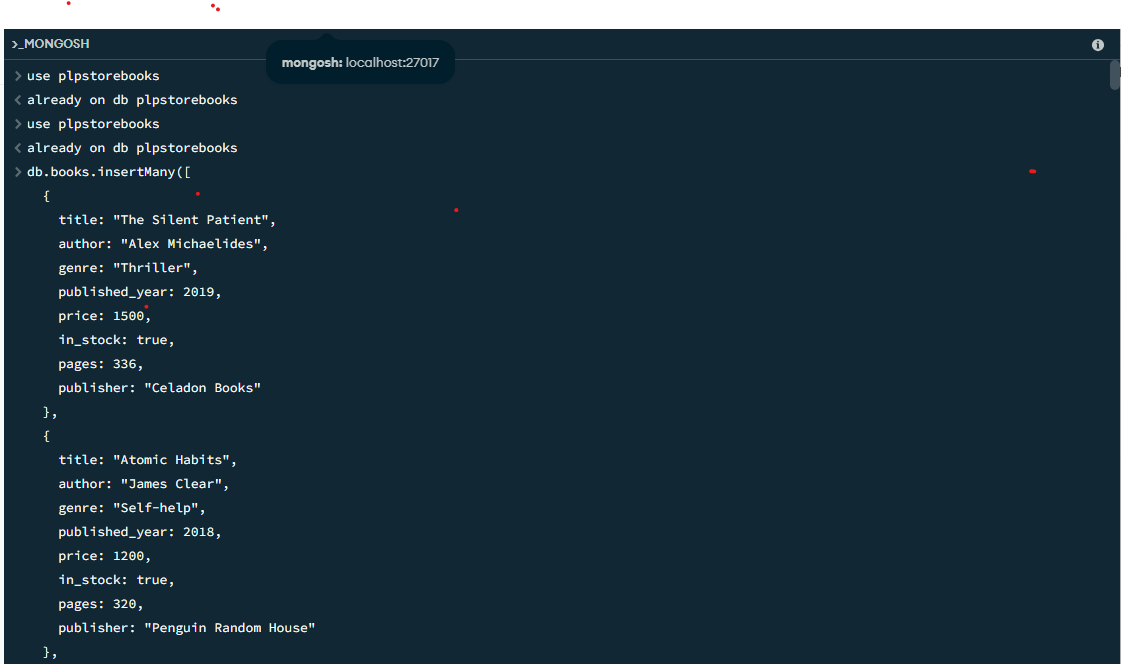 >_MONGOSH
mongosh: localhost:27017
> use plpstorebooks
< already on db plpstorebooks
> use plpstorebooks
< already on db plpstorebooks
> db.books.insertMany([
{
title: "The Silent Patient",
author: "Alex Michaelides",
genre: "Thriller",
published_year: 2019,
price: 1500,
in_stock: true,
pages: 336,
publisher: "Celadon Books"
},
{
title: "Atomic Habits",
author: "James Clear",
genre: "Self-help",
published_year: 2018,
price: 1200,
in_stock: true,
pages: 320,
publisher: "Penguin Random House"
},